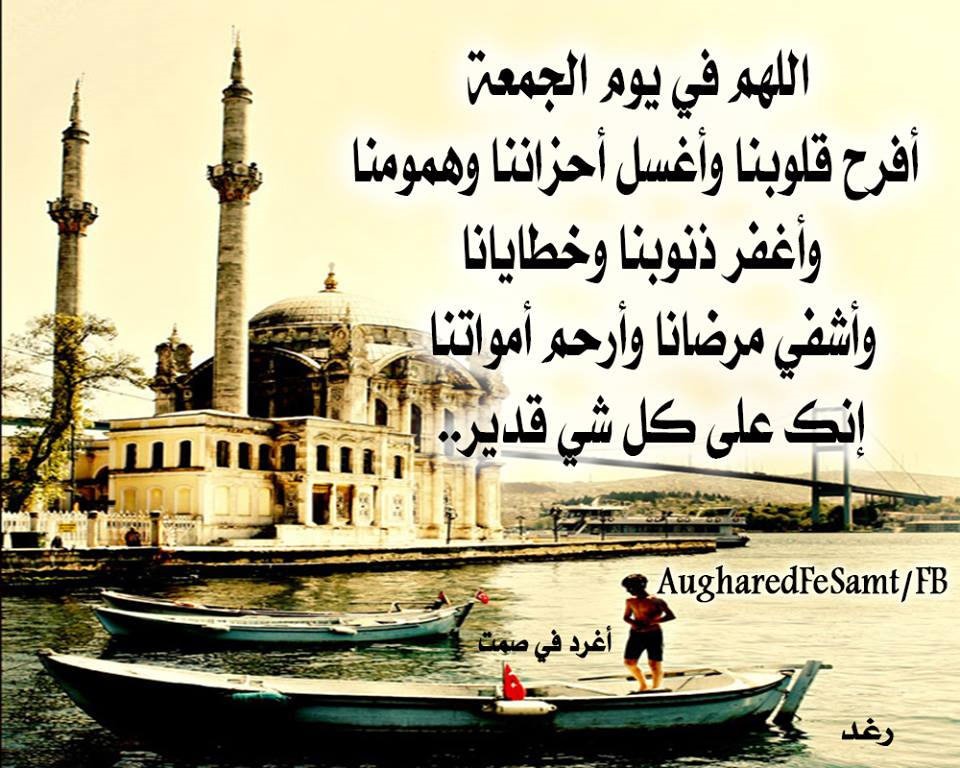 اللهم في يوم الجمعة
أفرح قلوبنا وأغسل أحزاننا وهمومنا
وأغفر ذنوبنا وخطايانا
وأشفي مرضانا وأرحم أمواتنا
إنك على كل شي قدير..
AugharedFeSamt/FB
أغرد في صمت
رغد